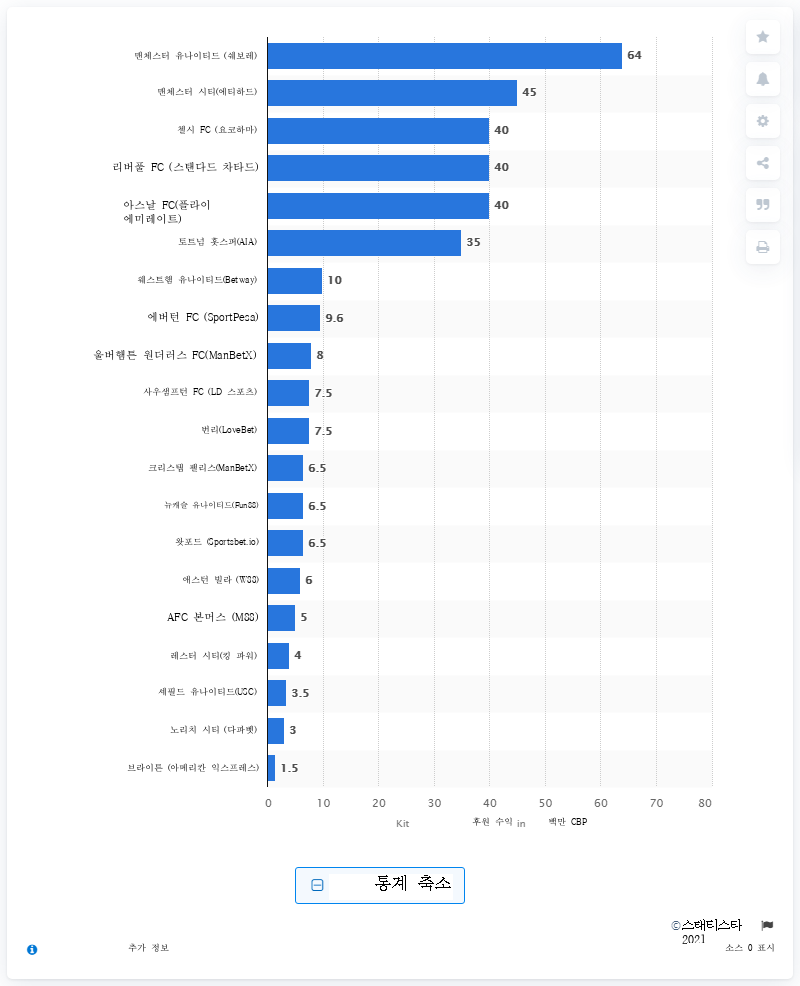 맨체스터 유나이티드 (쉐보레)
64
맨체스터 시티(에티하드)
45
첼시 FC (요코하마)
40
리버풀 FC (스탠다드 차타드)
40
아스날 FC(플라이
에미레이트)
40
토트넘 홋스퍼(AIA)
35
웨스트햄 유나이티드(Betway)
10
에버턴 FC (SportPesa)
9.6
울버햄튼 원더러스 FC(ManBetX)
8
사우샘프턴 FC (LD 스포츠)
7.5
번리(LoveBet)
7.5
크리스탈 팰리스(ManBetX)
6.5
뉴캐슬 유나이티드(Fun88)
6.5
왓포드 (Sportsbet.io)
6.5
애스턴 빌라 (W88)
6
AFC 본머스 (M88)
5
레스터 시티(킹 파워)
4
셰필드 유나이티드(USC)
3.5
노리치 시티 (다파벳)
3
브라이튼 (아메리칸 익스프레스)
1.5
0 10 20 30 40 50 60 70 80
Kit 후원 수익 in 백만 CBP
통계 축소
©스태티스타
2021
추가 정보
소스 0 표시